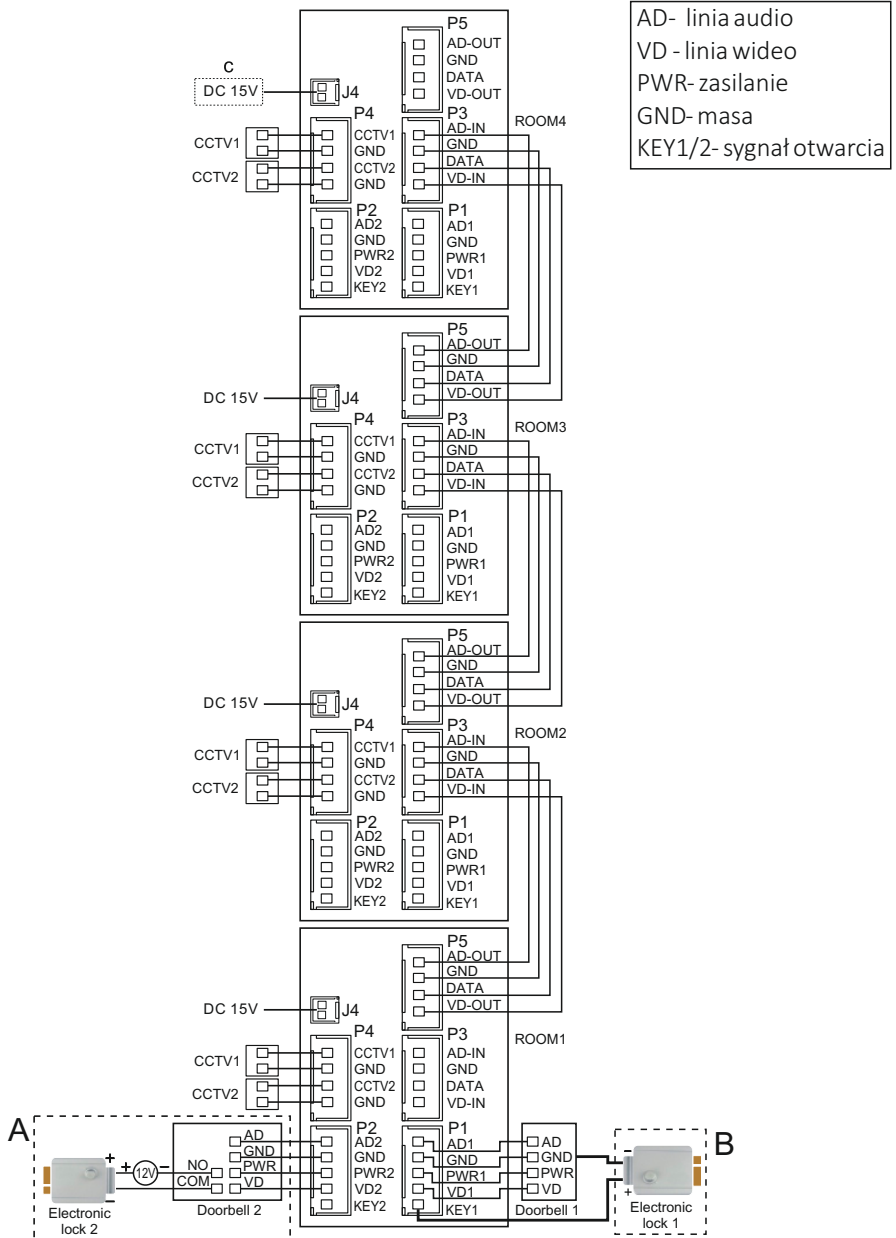 AD- linia audio
VD - linia wideo
PWR- zasilanie
GND- masa
KEY1/2- sygnał otwarcia
P5
AD-OUT
GND
DATA
VD-OUT
C
DC 15V
J4
P4
CCTV1
GND
CCTV2
GND
CCTV1
CCTV2
P3
AD-IN
GND
DATA
VD-IN
ROOM4
P2
AD2
GND
PWR2
VD2
KEY2
P1
AD1
GND
PWR1
VD1
KEY1
P5
AD-OUT
GND
DATA
VD-OUT
DC 15V
J4
P4
CCTV1
GND
CCTV2
GND
CCTV1
CCTV2
P3
AD-IN
GND
DATA
VD-IN
ROOM3
P2
AD2
GND
PWR2
VD2
KEY2
P1
AD1
GND
PWR1
VD1
KEY1
P5
AD-OUT
GND
DATA
VD-OUT
DC 15V
J4
P4
CCTV1
GND
CCTV2
GND
CCTV1
CCTV2
P3
AD-IN
GND
DATA
VD-IN
ROOM2
P2
AD2
GND
PWR2
VD2
KEY2
P1
AD1
GND
PWR1
VD1
KEY1
P5
AD-OUT
GND
DATA
VD-OUT
DC 15V
J4
P4
CCTV1
GND
CCTV2
GND
CCTV1
CCTV2
P3
AD-IN
GND
DATA
VD-IN
ROOM1
A
+
-
+ 12V -
NO
COM
AD
GND
PWR
VD
Electronic
lock 2
Doorbell 2
P2
AD2
GND
PWR2
VD2
KEY2
P1
AD1
GND
PWR1
VD1
KEY1
AD
GND
PWR
VD
Doorbell 1
B
-
+
Electronic
lock 1